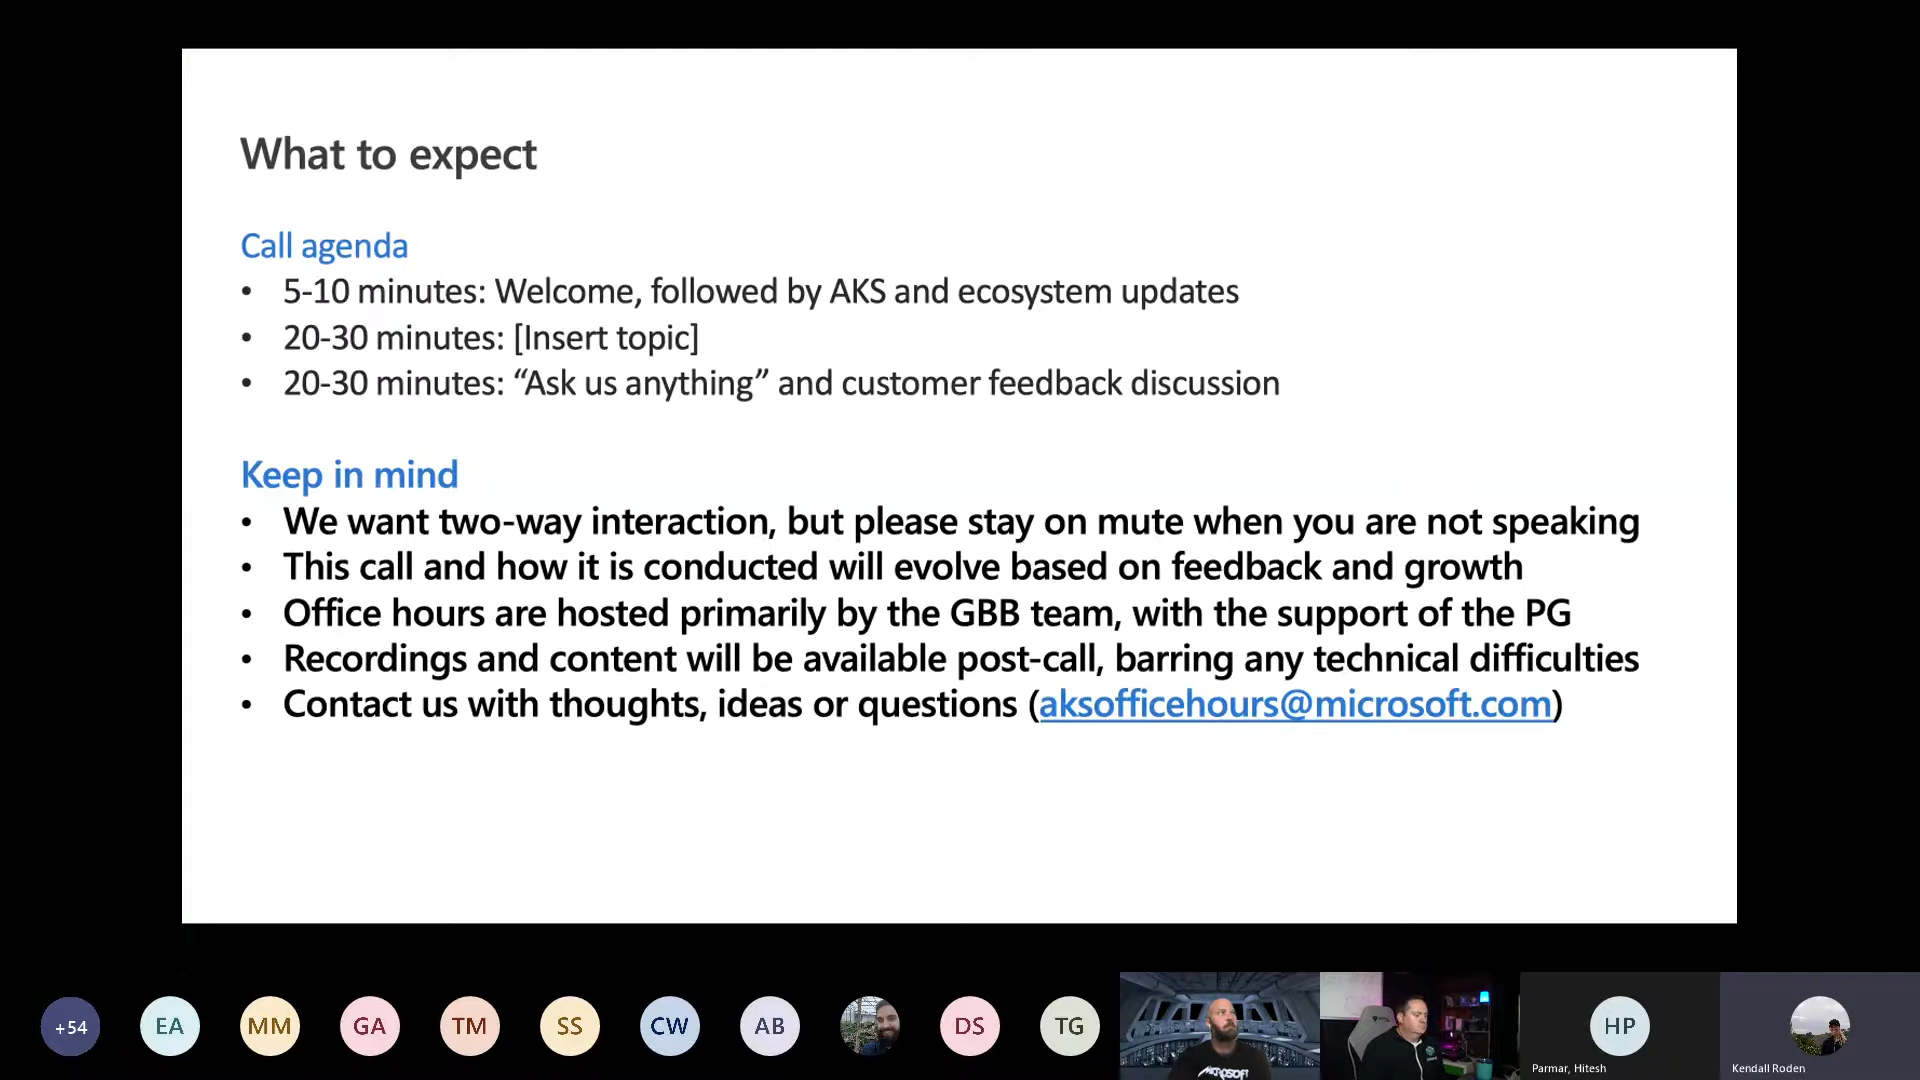 What to expect
Call agenda
• 5-10 minutes: Welcome, followed by AKS and ecosystem updates
• 20-30 minutes: [Insert topic]
• 20-30 minutes: “Ask us anything” and customer feedback discussion
Keep in mind
• We want two-way interaction, but please stay on mute when you are not speaking
• This call and how it is conducted will evolve based on feedback and growth
• Office hours are hosted primarily by the GBB team, with the support of the PG
• Recordings and content will be available post-call, barring any technical difficulties
• Contact us with thoughts, ideas or questions (aksofficehours@microsoft.com)
+54 EA MM GA TM SS CW AB DS TG HP
MICROSOFT
Parmar, Hitesh
Kendall Roden